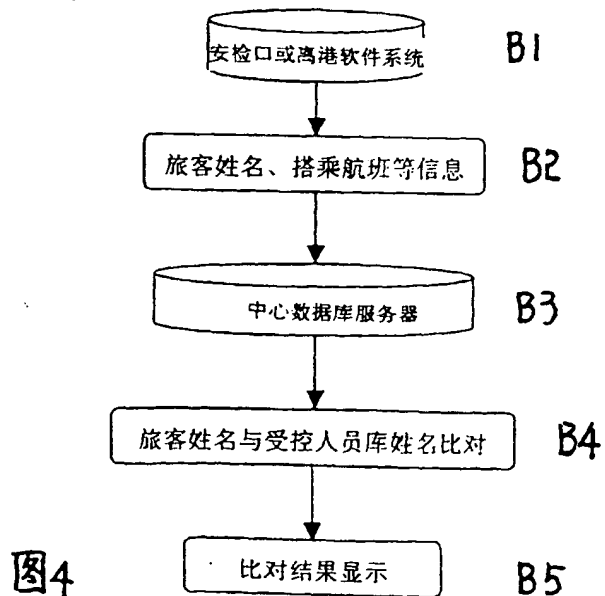 安检口或离港软件系统 B1
旅客姓名、搭乘航班等信息 B2
中心数据库服务器 B3
旅客姓名与受控人员库姓名比对 B4
比对结果显示 B5
图4